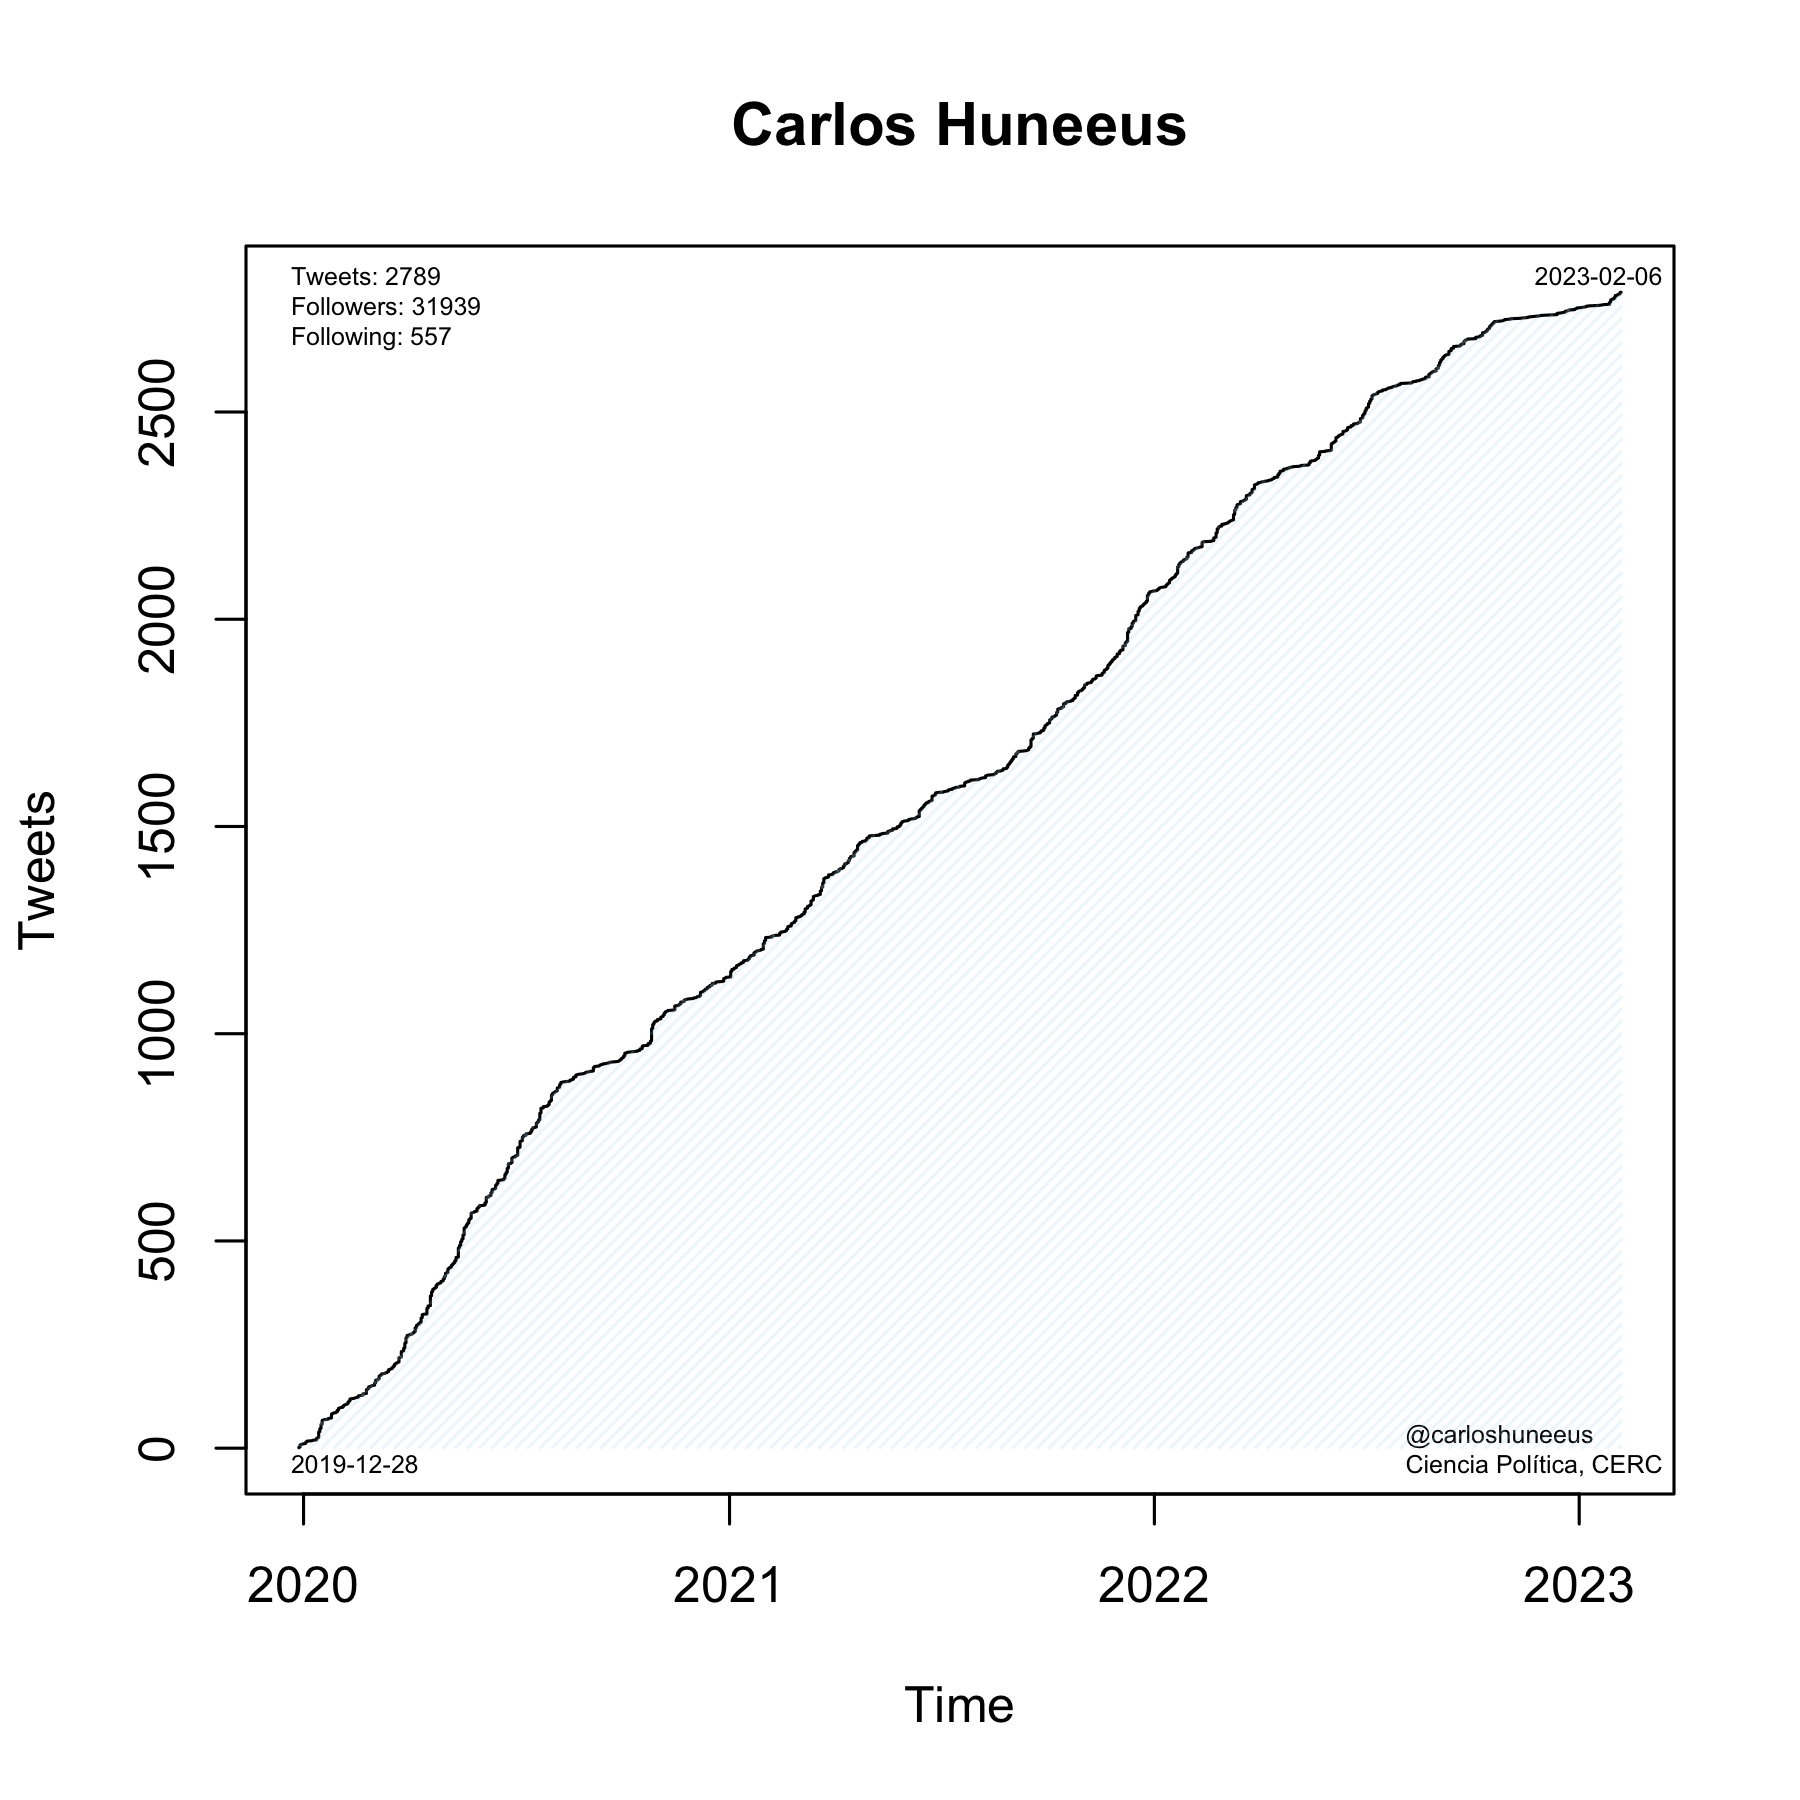 Carlos Huneeus
Tweets: 2789
Followers: 31939
Following: 557
2023-02-06
2500
2000
1500
1000
500
0
Tweets
2019-12-28
@carloshuneeus
Ciencia Política, CERC
2020
2021
2022
2023
Time